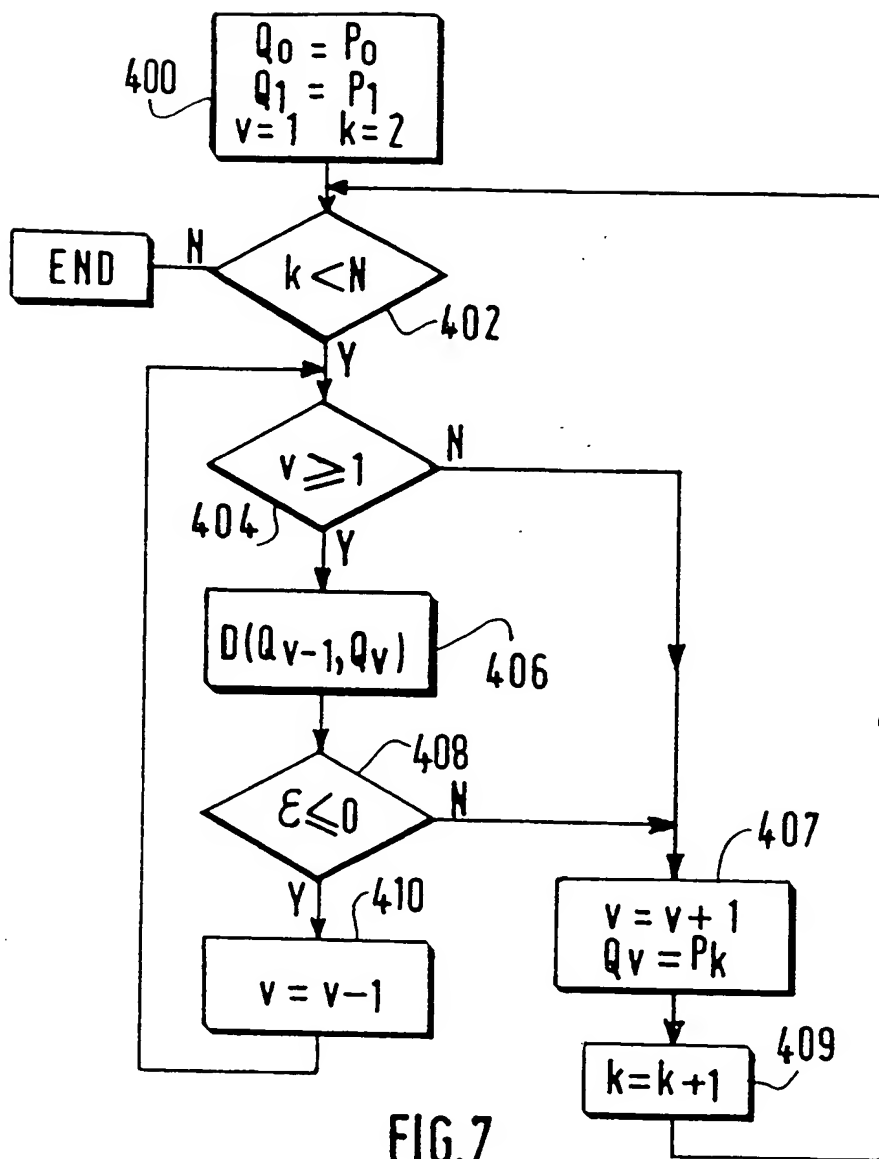 400
Q0 = P0
Q1 = P1
v=1 k=2
END
N
k<N
402
Y
v⩾1
N
404
Y
D(Qv-1,Qv)
406
408
ε⩽0
N
407
Y
410
v = v+1
Qv = Pk
v = v-1
409
k=k+1
FIG.7